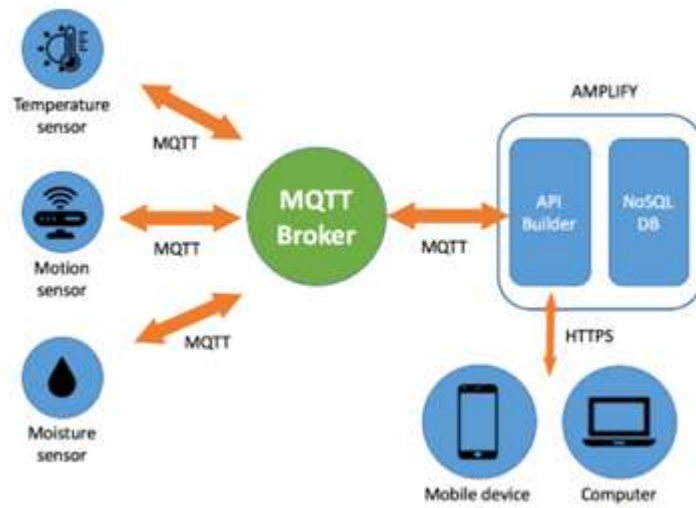 Temperature
sensor
MQTT
Motion
sensor
MQTT
Moisture
sensor
MQTT
MQTT
Broker
MQTT
AMPLIFY
API
Builder
NoSQL
DB
HTTPS
Mobile device
Computer